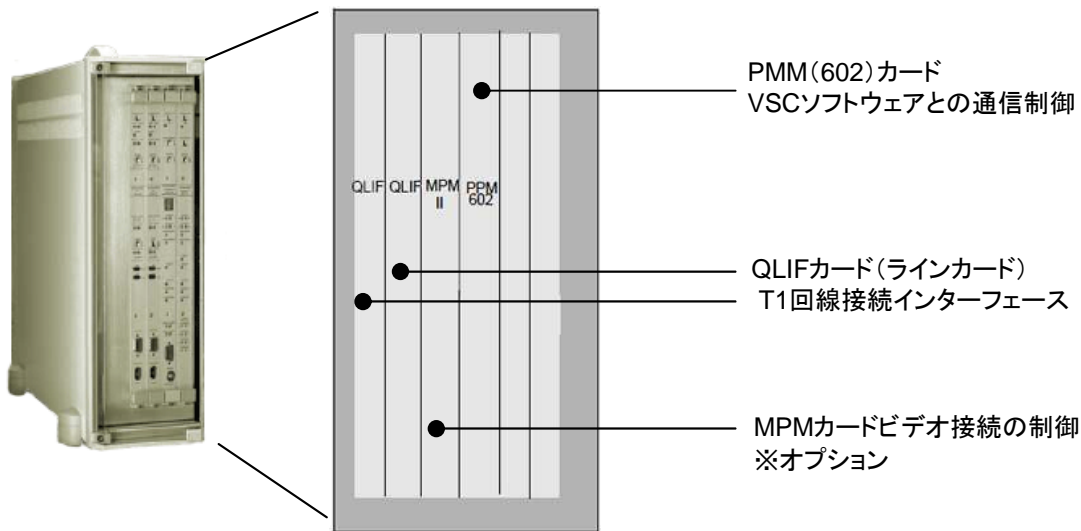 PMM(602)カード
VSCソフトウェアとの通信制御
QLIF QLIF MPM PPM
II 602
QLIFカード(ラインカード)
T1回線接続インターフェース
MPMカードビデオ接続の制御
※オプション